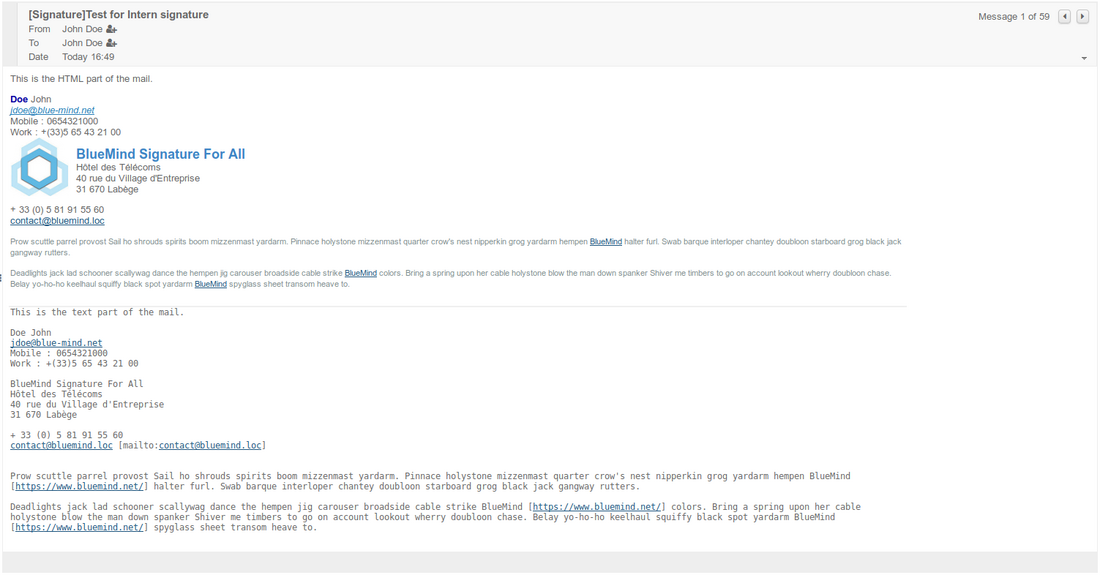 [Signature]Test for Intern signature
Message 1 of 59
From John Doe
To John Doe
Date Today 16:49
This is the HTML part of the mail.
Doe John
jdoe@blue-mind.net
Mobile : 0654321000
Work : +(33)5 65 43 21 00
BlueMind Signature For All
Hôtel des Télécoms
40 rue du Village d'Entreprise
31 670 Labège
+ 33 (0) 5 81 91 55 60
contact@bluemind.loc
Prow scuttle parrel provost Sail ho shrouds spirits boom mizzenmast yardarm. Pinnace holystone mizzenmast quarter crow's nest nipperkin grog yardarm hempen BlueMind halter furl. Swab barque interloper chantey doubloon starboard grog black jack
gangway rutters.
Deadlights jack lad schooner scallywag dance the hempen jig carouser broadside cable strike BlueMind colors. Bring a spring upon her cable holystone blow the man down spanker Shiver me timbers to go on account lookout wherry doubloon chase.
Belay yo-ho-ho keelhaul squiffy black spot yardarm BlueMind spyglass sheet transom heave to.
This is the text part of the mail.
Doe John
jdoe@blue-mind.net
Mobile : 0654321000
Work : +(33)5 65 43 21 00
BlueMind Signature For All
Hôtel des Télécoms
40 rue du Village d'Entreprise
31 670 Labège
+ 33 (0) 5 81 91 55 60
contact@bluemind.loc [mailto:contact@bluemind.loc]
Prow scuttle parrel provost Sail ho shrouds spirits boom mizzenmast yardarm. Pinnace holystone mizzenmast quarter crow's nest nipperkin grog yardarm hempen BlueMind
[https://www.bluemind.net/] halter furl. Swab barque interloper chantey doubloon starboard grog black jack gangway rutters.
Deadlights jack lad schooner scallywag dance the hempen jig carouser broadside cable strike BlueMind [https://www.bluemind.net/] colors. Bring a spring upon her cable
holystone blow the man down spanker Shiver me timbers to go on account lookout wherry doubloon chase. Belay yo-ho-ho keelhaul squiffy black spot yardarm BlueMind
[https://www.bluemind.net/] spyglass sheet transom heave to.